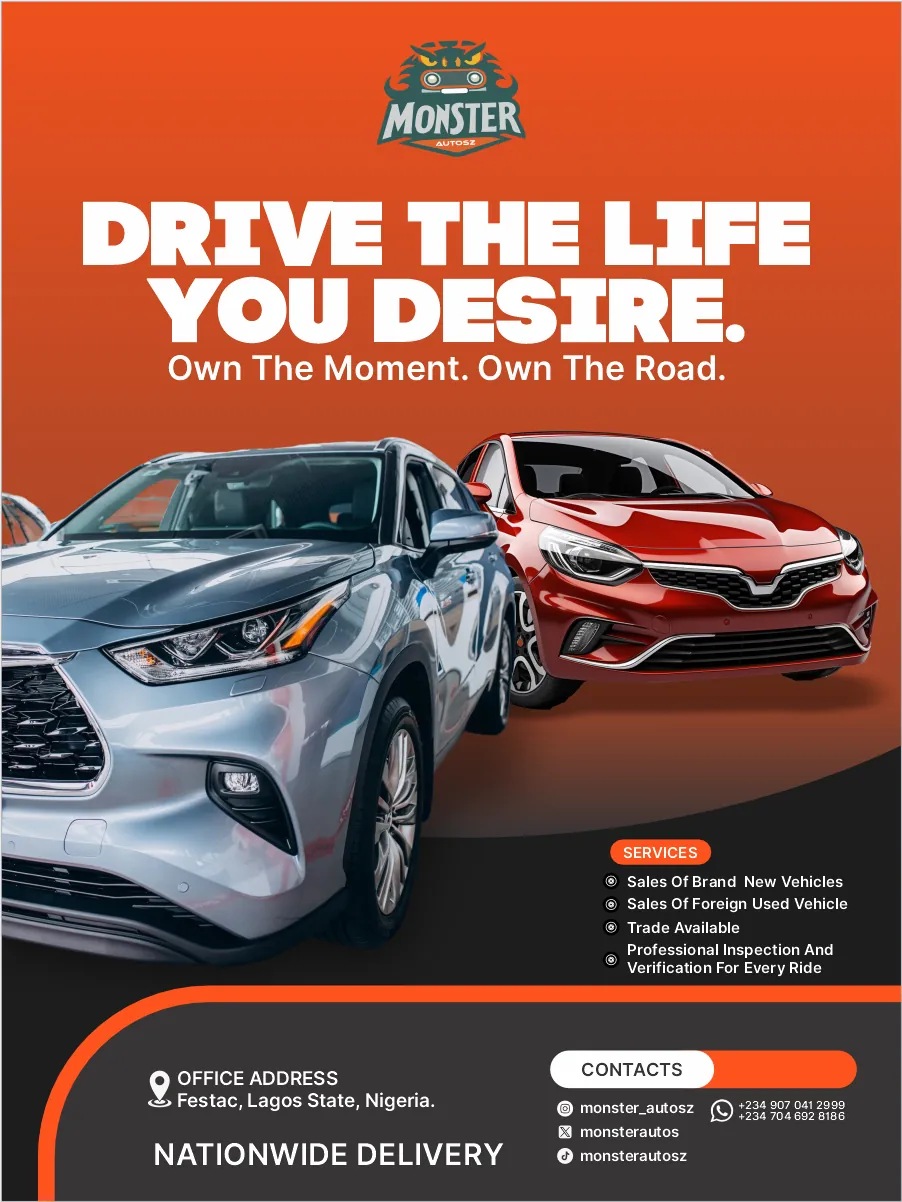 MONSTER
AUTOSZ
DRIVE THE LIFE
YOU DESIRE.
Own The Moment. Own The Road.
SERVICES
Sales Of Brand New Vehicles
Sales Of Foreign Used Vehicle
Trade Available
Professional Inspection And
Verification For Every Ride
OFFICE ADDRESS
Festac, Lagos State, Nigeria.
NATIONWIDE DELIVERY
CONTACTS
monster_autosz
monsterautos
monsterautosz
+234 907 041 2999
+234 704 692 8186